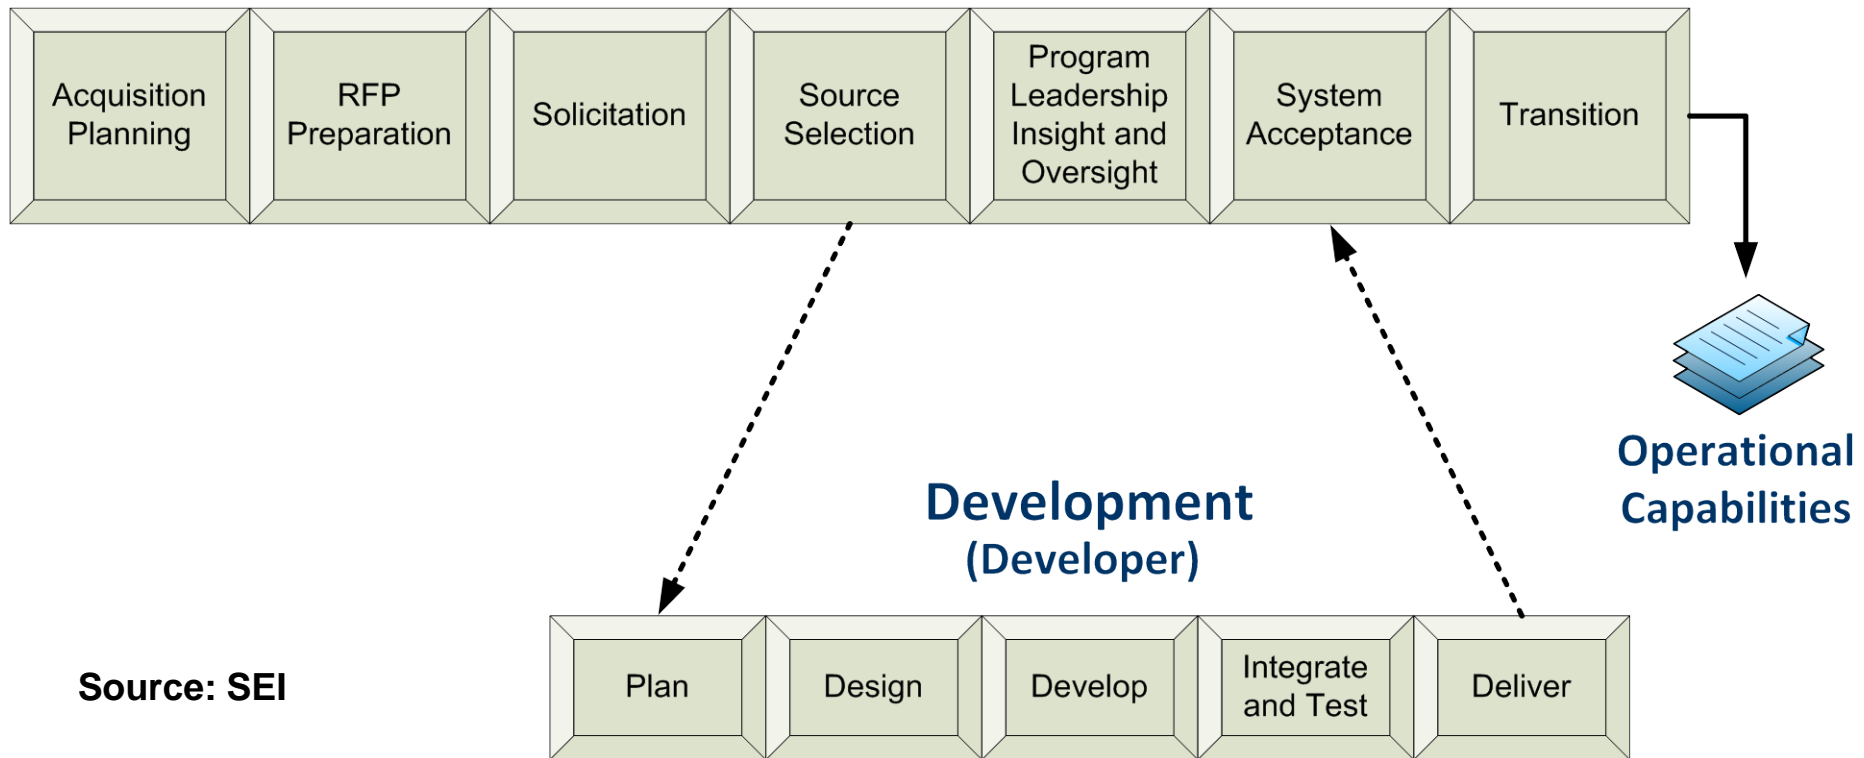 Acquisition
Planning
RFP
Preparation
Solicitation
Source
Selection
Program
Leadership
Insight and
Oversight
System
Acceptance
Transition
Operational
Capabilities
Development
(Developer)
Plan
Design
Develop
Integrate
and Test
Deliver
Source: SEI